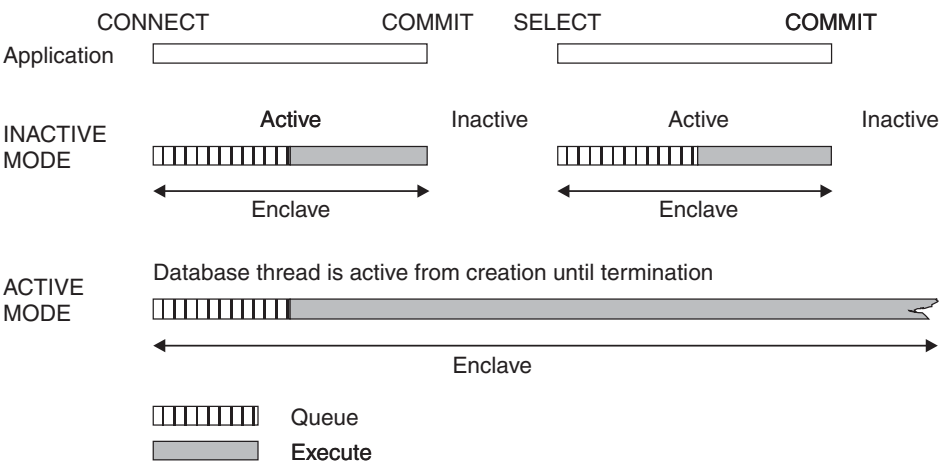 CONNECT COMMIT SELECT COMMIT
Application
Active Inactive Active Inactive
INACTIVE
MODE
Enclave Enclave
Database thread is active from creation until termination
ACTIVE
MODE
Enclave
Queue
Execute